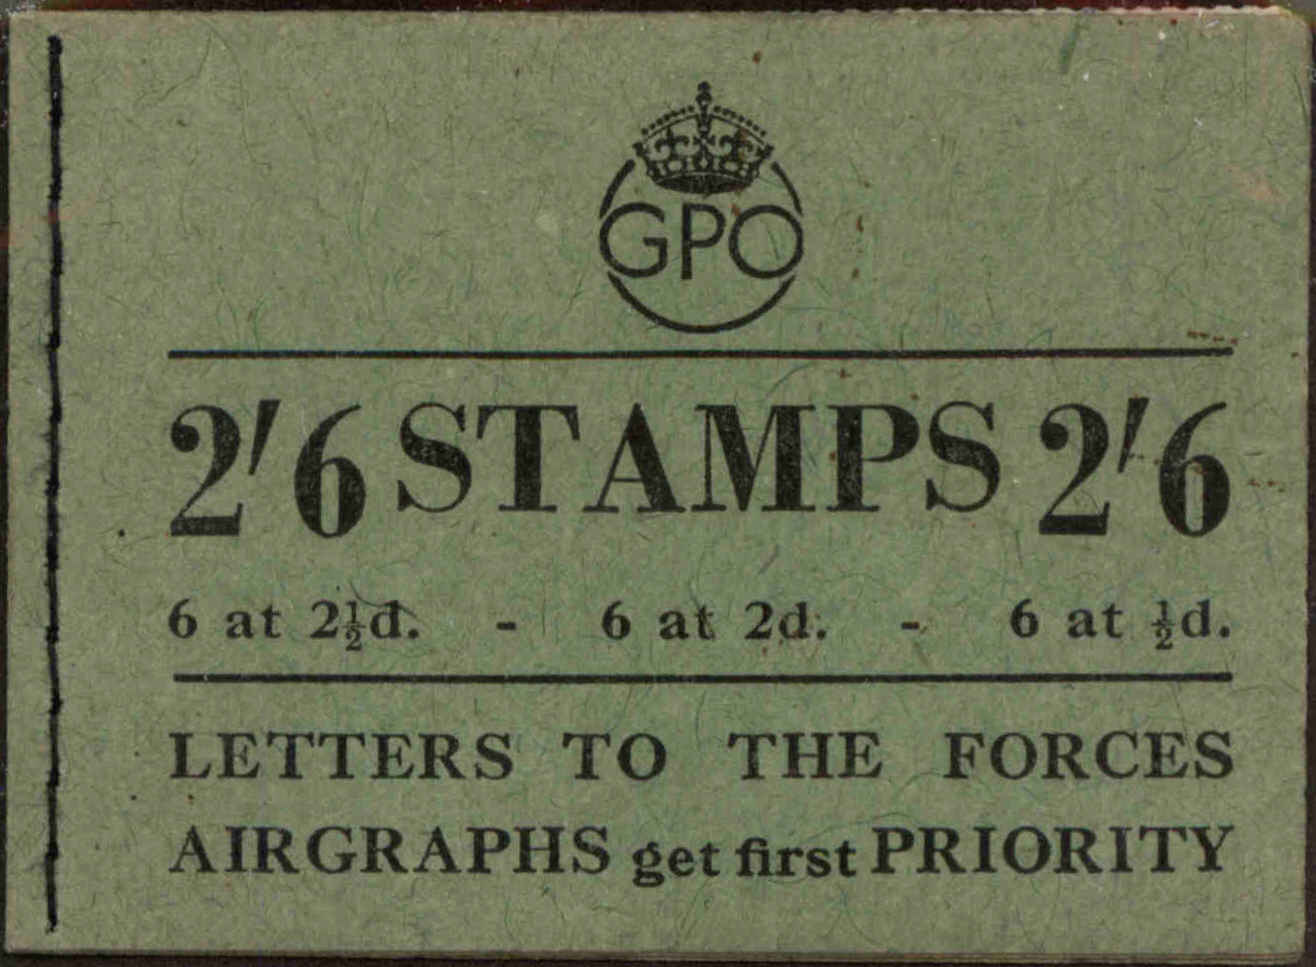 GPO
2'6 STAMPS 2'6
6 at 2½d. - 6 at 2d. - 6 at ½d.
LETTERS TO THE FORCES
AIRGRAPHS get first PRIORITY